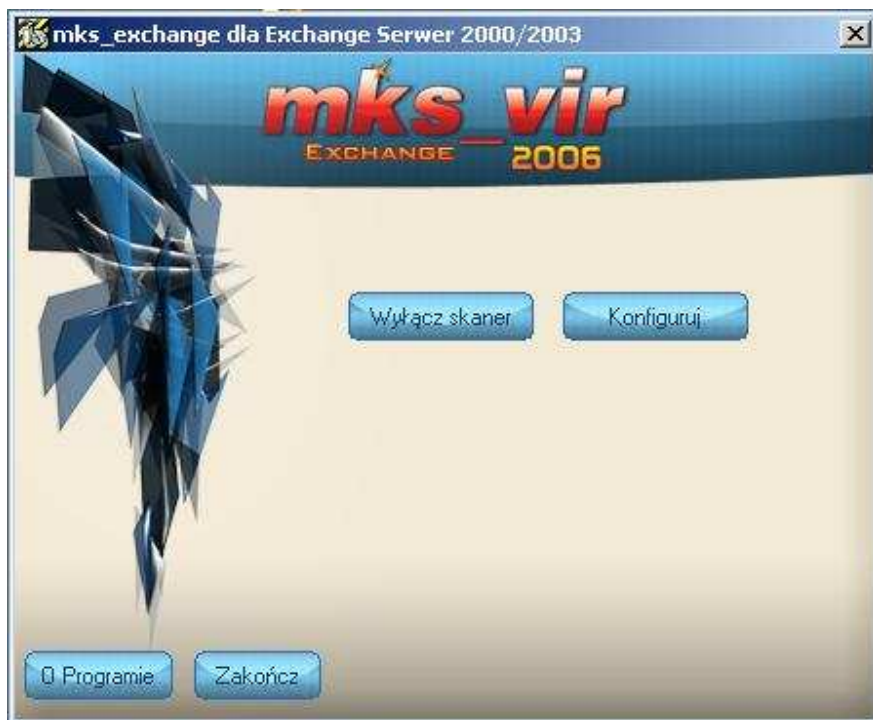 mks_exchange dla Exchange Serwer 2000/2003
mks_vir
EXCHANGE 2006
Wyłącz skaner
Konfiguruj
O Programie
Zakończ